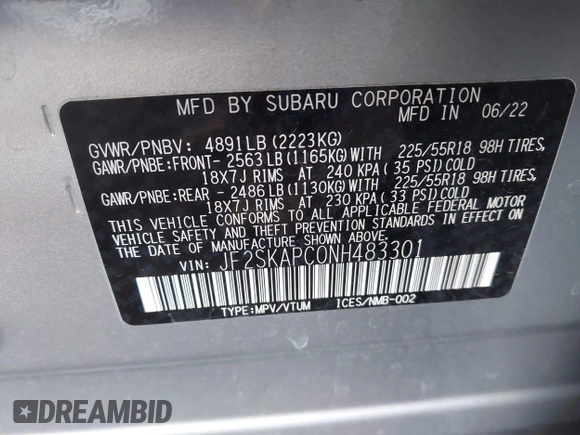 MFD BY SUBARU CORPORATION
MFD IN 06/22
GVWR/PNBV: 4891LB(2223KG)
GAWR/PNBE:FRONT- 2563LB(1165KG)WITH 225/55R18 98H TIRES,
18X7J RIMS AT 240 KPA( 35 PSI)COLD
GAWR/PNBE:REAR - 2486LB(1130KG)WITH 225/55R18 98H TIRES,
18X7J RIMS AT 230 KPA( 33 PSI)COLD
THIS VEHICLE CONFORMS TO ALL APPLICABLE FEDERAL MOTOR
VEHICLE SAFETY AND THEFT PREVENTION STANDARDS IN EFFECT ON
THE DATE OF MANUFACTURE SHOWN ABOVE.
VIN: JF2SKAPC0NH483301
TYPE:MPV/VTUM ICES/NMB-002
DREAMBID